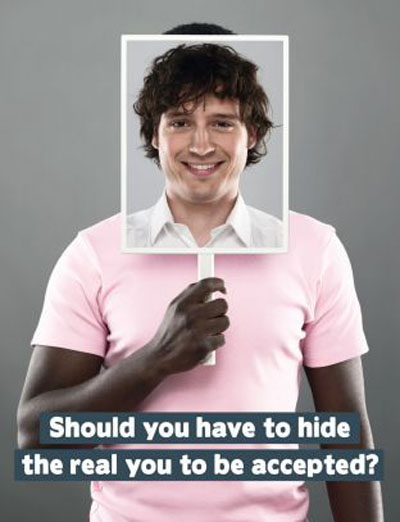 Should you have to hide
the real you to be accepted?